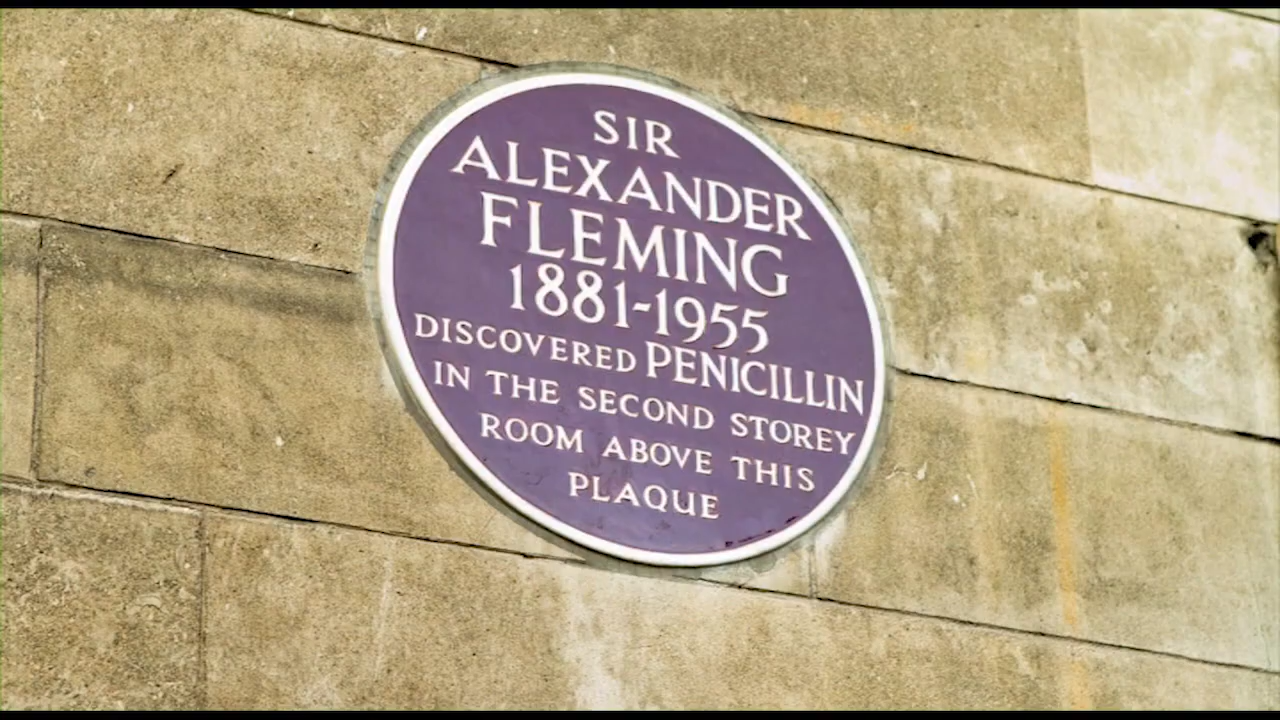 SIR
ALEXANDER
FLEMING
1881-1955
DISCOVERED PENICILLIN
IN THE SECOND STOREY
ROOM ABOVE THIS
PLAQUE